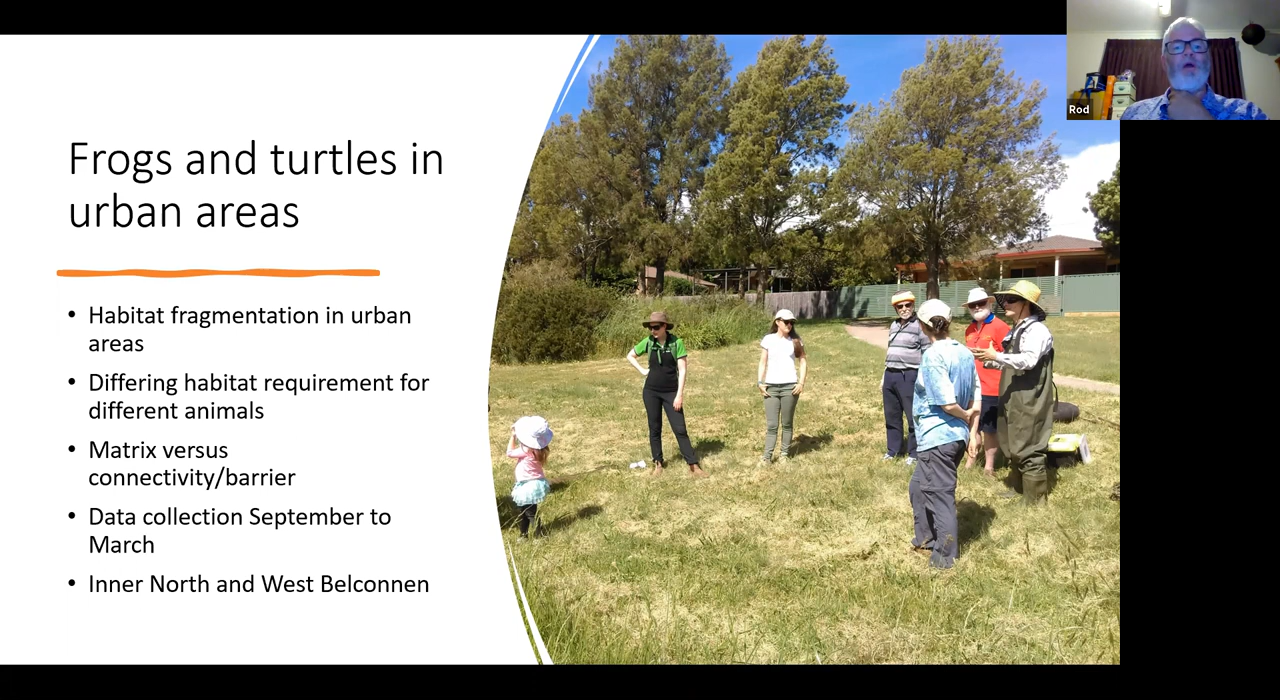 Frogs and turtles in
urban areas
• Habitat fragmentation in urban
areas
• Differing habitat requirement for
different animals
• Matrix versus
connectivity/barrier
• Data collection September to
March
• Inner North and West Belconnen
Rod